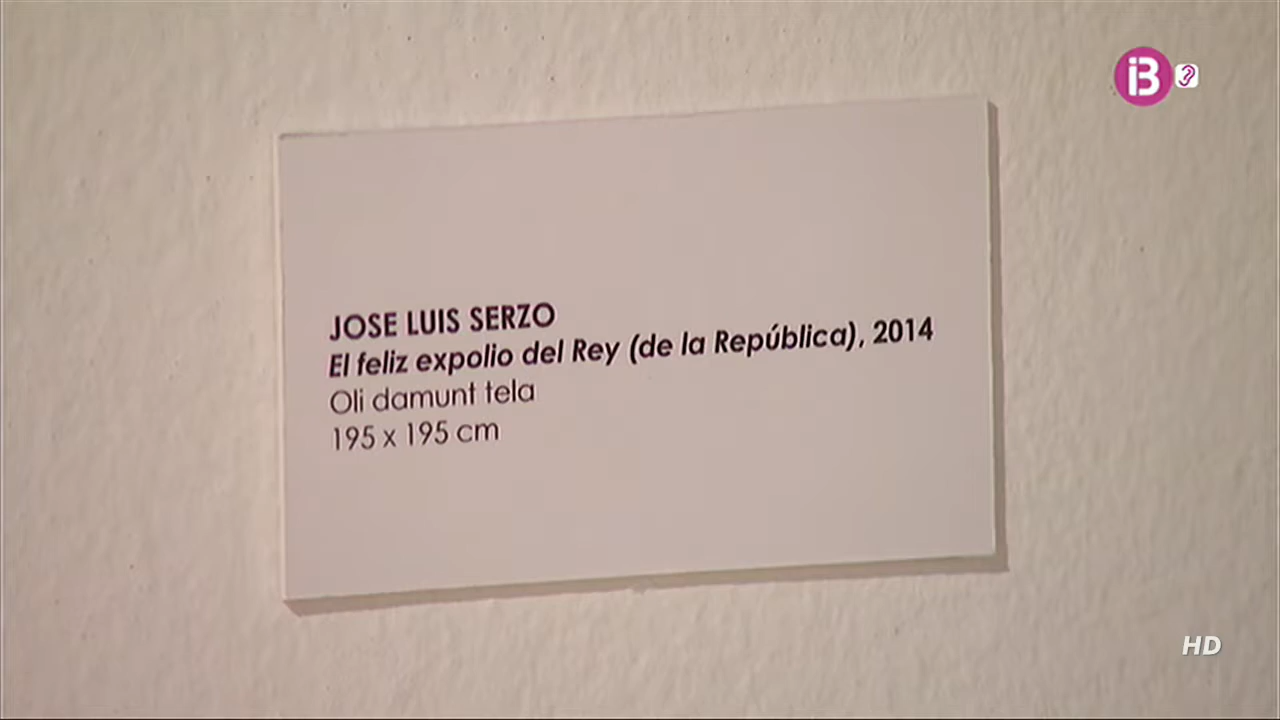 IB3
JOSE LUIS SERZO
El feliz expolio del Rey (de la República), 2014
Oli damunt tela
195 x 195 cm
HD